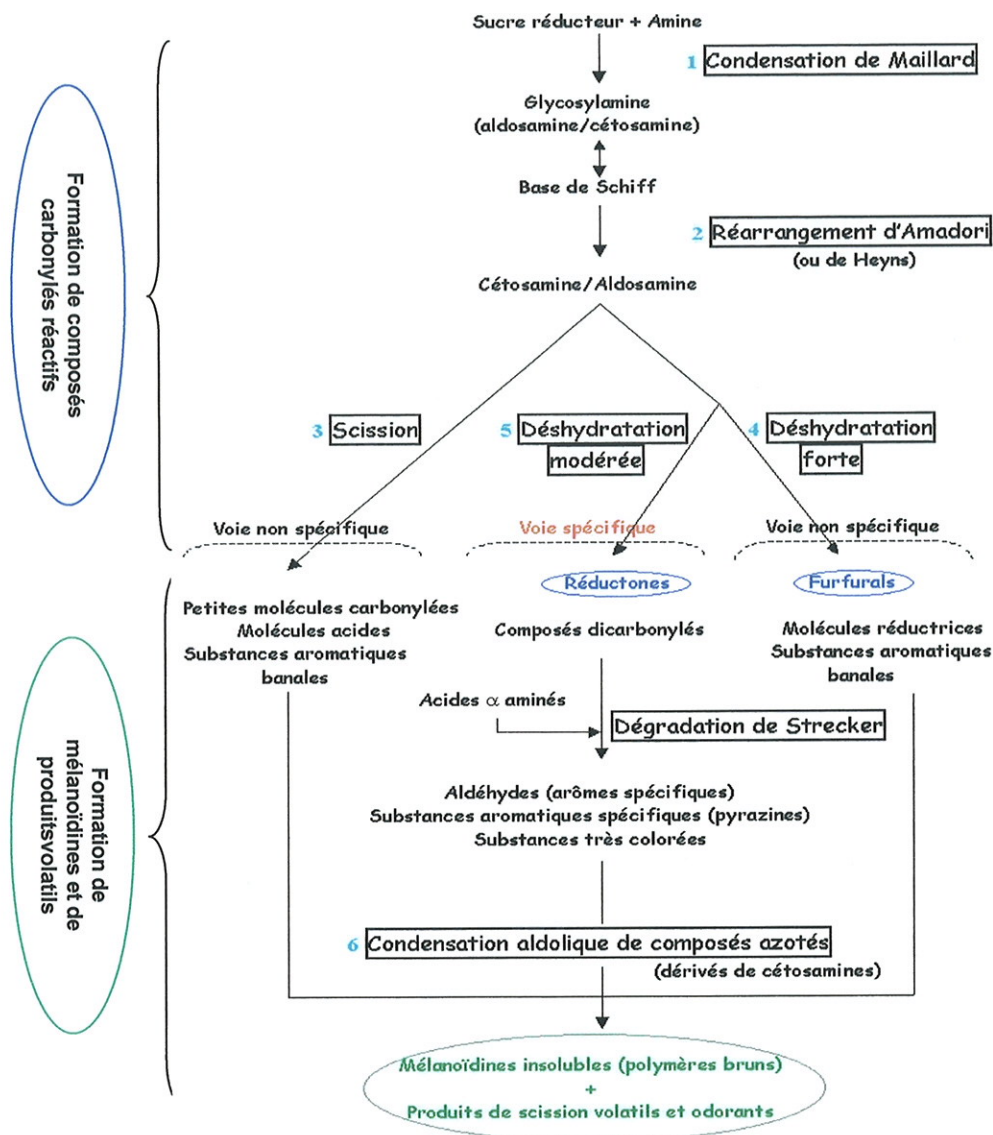 Sucre réducteur + Amine
1 Condensation de Maillard
Glycosylamine
(aldosamine/cétosamine)
Base de Schiff
2 Réarrangement d'Amadori
(ou de Heyns)
Cétosamine/Aldosamine
Formation de composés
carbonylés réactifs
3 Scission
5 Déshydratation
modérée
4 Déshydratation
forte
Voie non spécifique
Voie spécifique
Voie non spécifique
Petites molécules carbonylées
Molécules acides
Substances aromatiques
banales
Réductones
Composés dicarbonylés
Furfurals
Molécules réductrices
Substances aromatiques
banales
Acides α aminés
Dégradation de Strecker
Formation de
mélanoïdines et de
produitsvolatils
Aldéhydes (arômes spécifiques)
Substances aromatiques spécifiques (pyrazines)
Substances très colorées
6 Condensation aldolique de composés azotés
(dérivés de cétosamines)
Mélanoïdines insolubles (polymères bruns)
+
Produits de scission volatils et odorants